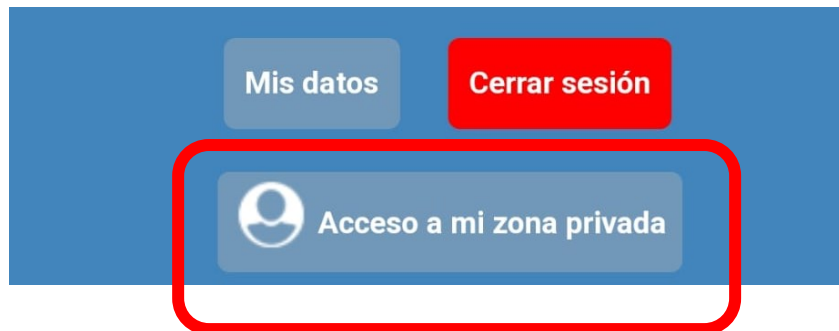 Mis datos
Cerrar sesión
Acceso a mi zona privada